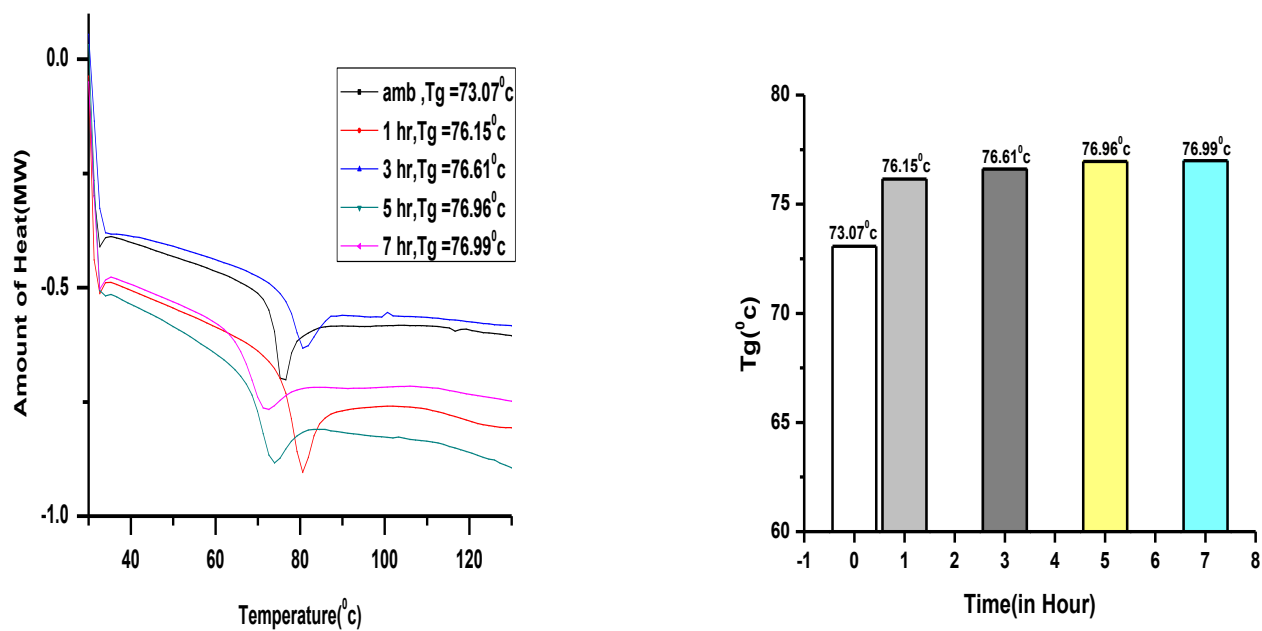 0.0
-0.5
-1.0
Amount of Heat(MW)
amb ,Tg =73.07⁰c
1 hr,Tg =76.15⁰c
3 hr,Tg =76.61⁰c
5 hr,Tg =76.96⁰c
7 hr,Tg =76.99⁰c
40 60 80 100 120
Temperature(⁰c)
80
75
70
65
60
Tg(⁰c)
73.07⁰c
76.15⁰c
76.61⁰c
76.96⁰c
76.99⁰c
-1 0 1 2 3 4 5 6 7 8
Time(in Hour)